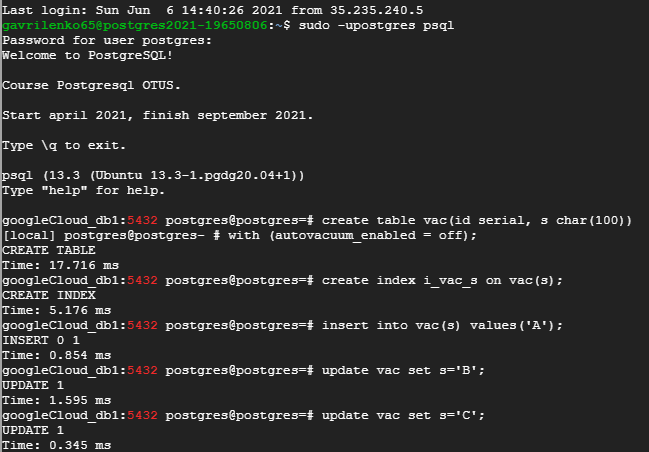 Last login: Sun Jun  6 14:40:26 2021 from 35.235.240.5
gavrilenko65@postgres2021-19650806:~$ sudo -upostgres psql
Password for user postgres:
Welcome to PostgreSQL!
Course Postgresql OTUS.
Start april 2021, finish september 2021.
Type \q to exit.
psql (13.3 (Ubuntu 13.3-1.pgdg20.04+1))
Type "help" for help.
googleCloud_db1:5432 postgres@postgres=# create table vac(id serial, s char(100))
[local] postgres@postgres- # with (autovacuum_enabled = off);
CREATE TABLE
Time: 17.716 ms
googleCloud_db1:5432 postgres@postgres=# create index i_vac_s on vac(s);
CREATE INDEX
Time: 5.176 ms
googleCloud_db1:5432 postgres@postgres=# insert into vac(s) values('A');
INSERT 0 1
Time: 0.854 ms
googleCloud_db1:5432 postgres@postgres=# update vac set s='B';
UPDATE 1
Time: 1.595 ms
googleCloud_db1:5432 postgres@postgres=# update vac set s='C';
UPDATE 1
Time: 0.345 ms